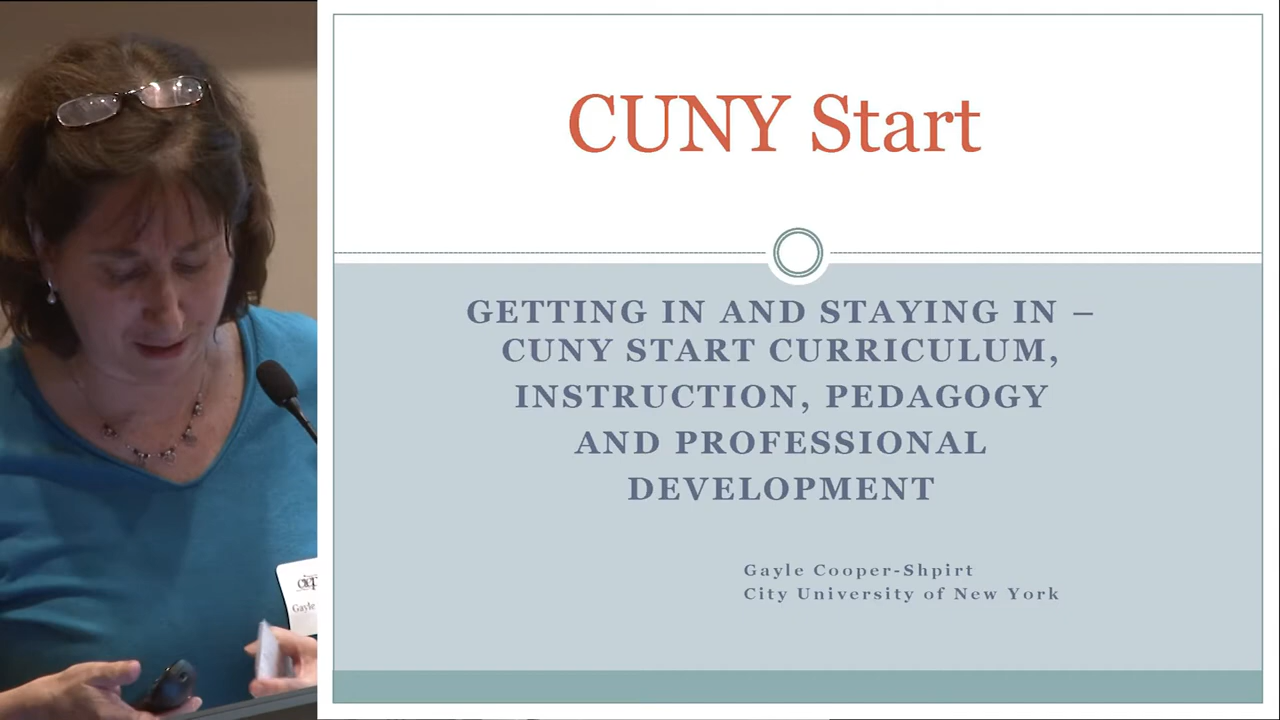 CUNY Start
GETTING IN AND STAYING IN –
CUNY START CURRICULUM,
INSTRUCTION, PEDAGOGY
AND PROFESSIONAL
DEVELOPMENT
Gayle Cooper-Shpirt
City University of New York
Gayle